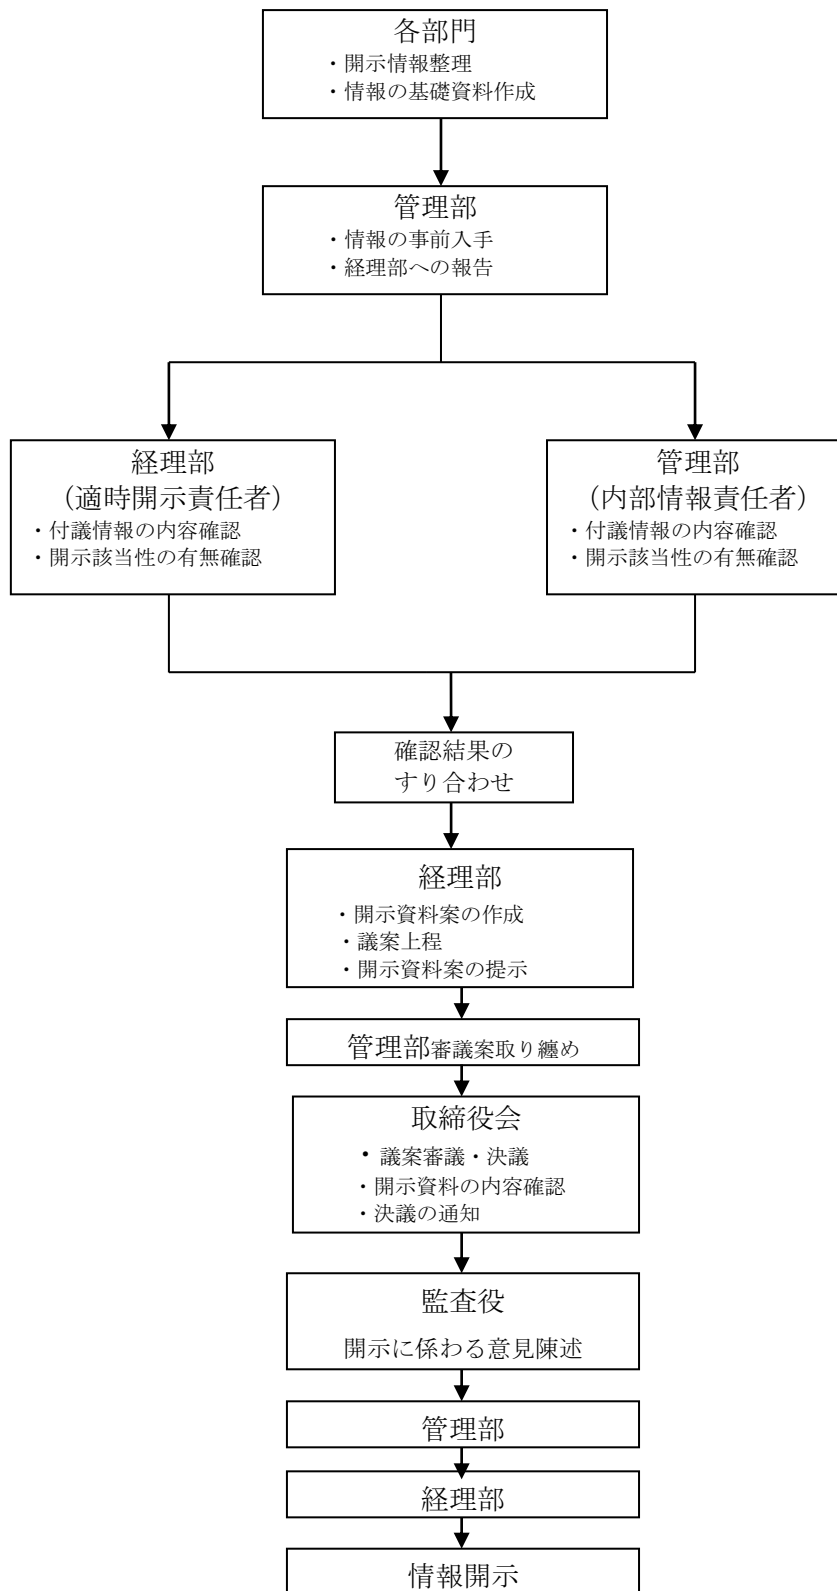 各部門
・開示情報整理
・情報の基礎資料作成
管理部
・情報の事前入手
・経理部への報告
経理部
（適時開示責任者）
・付議情報の内容確認
・開示該当性の有無確認
管理部
（内部情報責任者）
・付議情報の内容確認
・開示該当性の有無確認
確認結果の
すり合わせ
経理部
・開示資料案の作成
・議案上程
・開示資料案の提示
管理部審議案取り纏め
取締役会
・議案審議・決議
・開示資料の内容確認
・決議の通知
監査役
開示に係わる意見陳述
管理部
経理部
情報開示